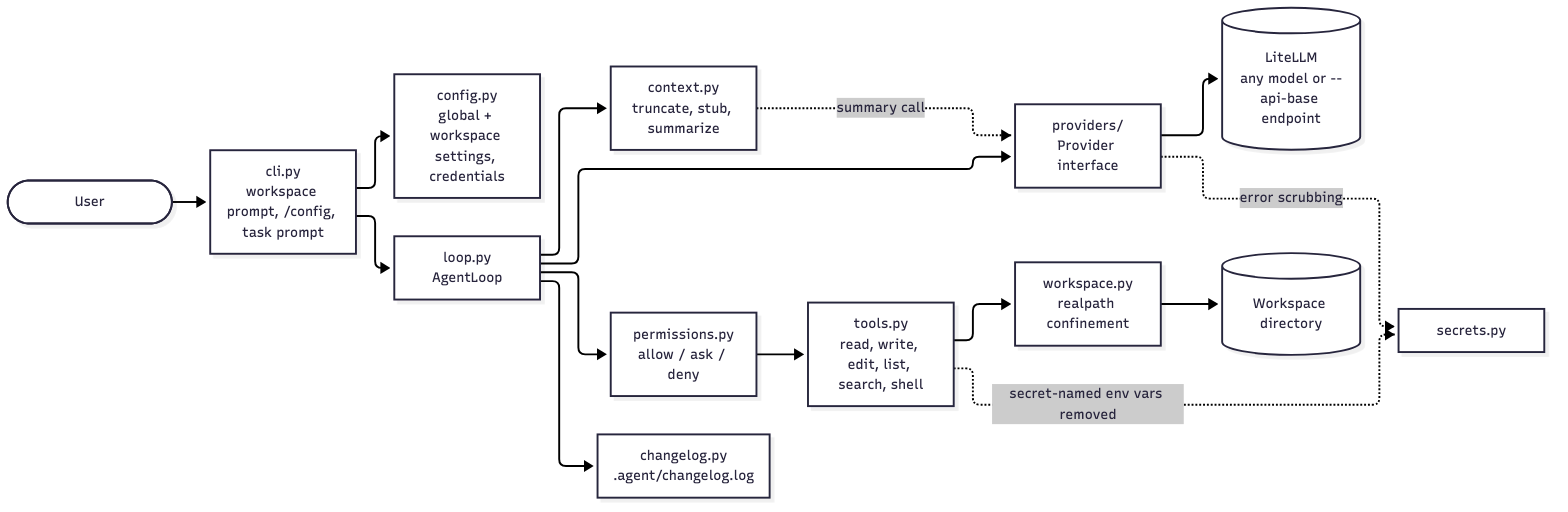 User
cli.py
workspace
prompt, /config,
task prompt
config.py
global +
workspace
settings,
credentials
loop.py
AgentLoop
context.py
truncate, stub,
summarize
summary call
permissions.py
allow / ask /
deny
changelog.py
.agent/changelog.log
tools.py
read, write,
edit, list,
search, shell
providers/
Provider
interface
workspace.py
realpath
confinement
secret-named env vars
removed
LiteLLM
any model or --
api-base
endpoint
error scrubbing
Workspace
directory
secrets.py